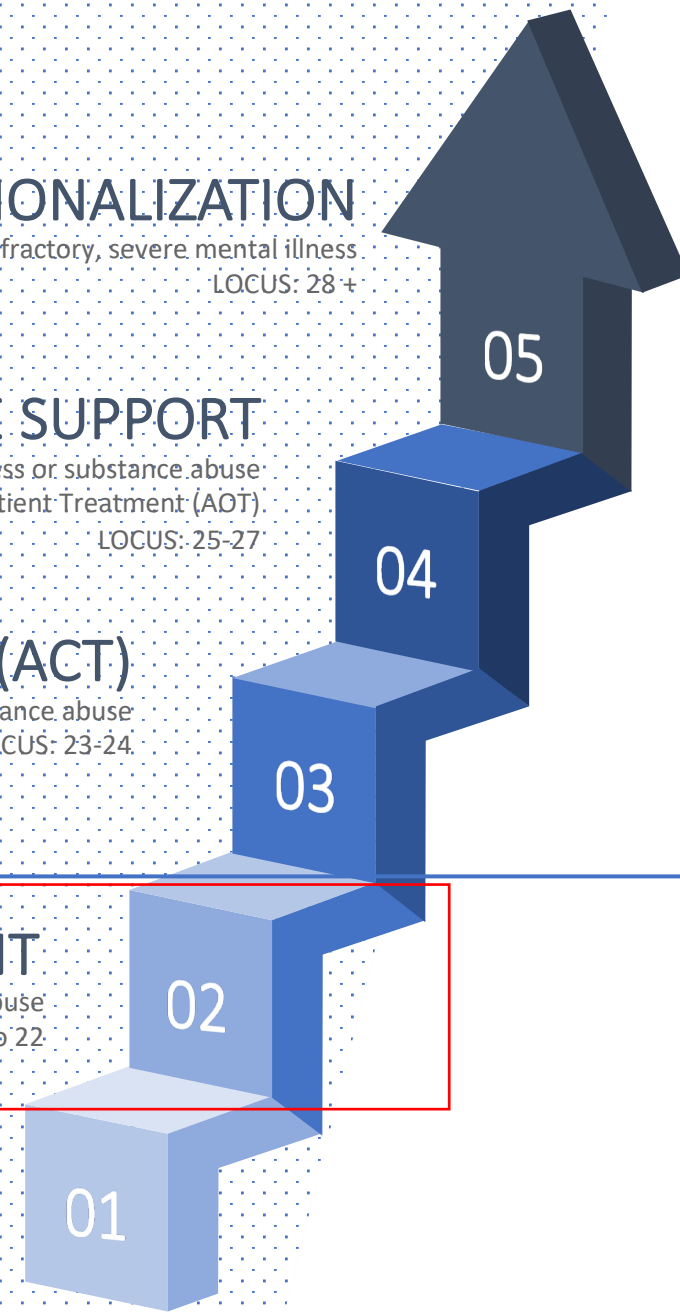 IONALIZATION
fractory, severe mental illness
LOCUS: 28 +
05
SUPPORT
ss or substance abuse
tient Treatment (AOT)
LOCUS: 25-27
04
(ACT)
ance abuse
CUS: 23-24
03
NT
buse
o 22
02
01